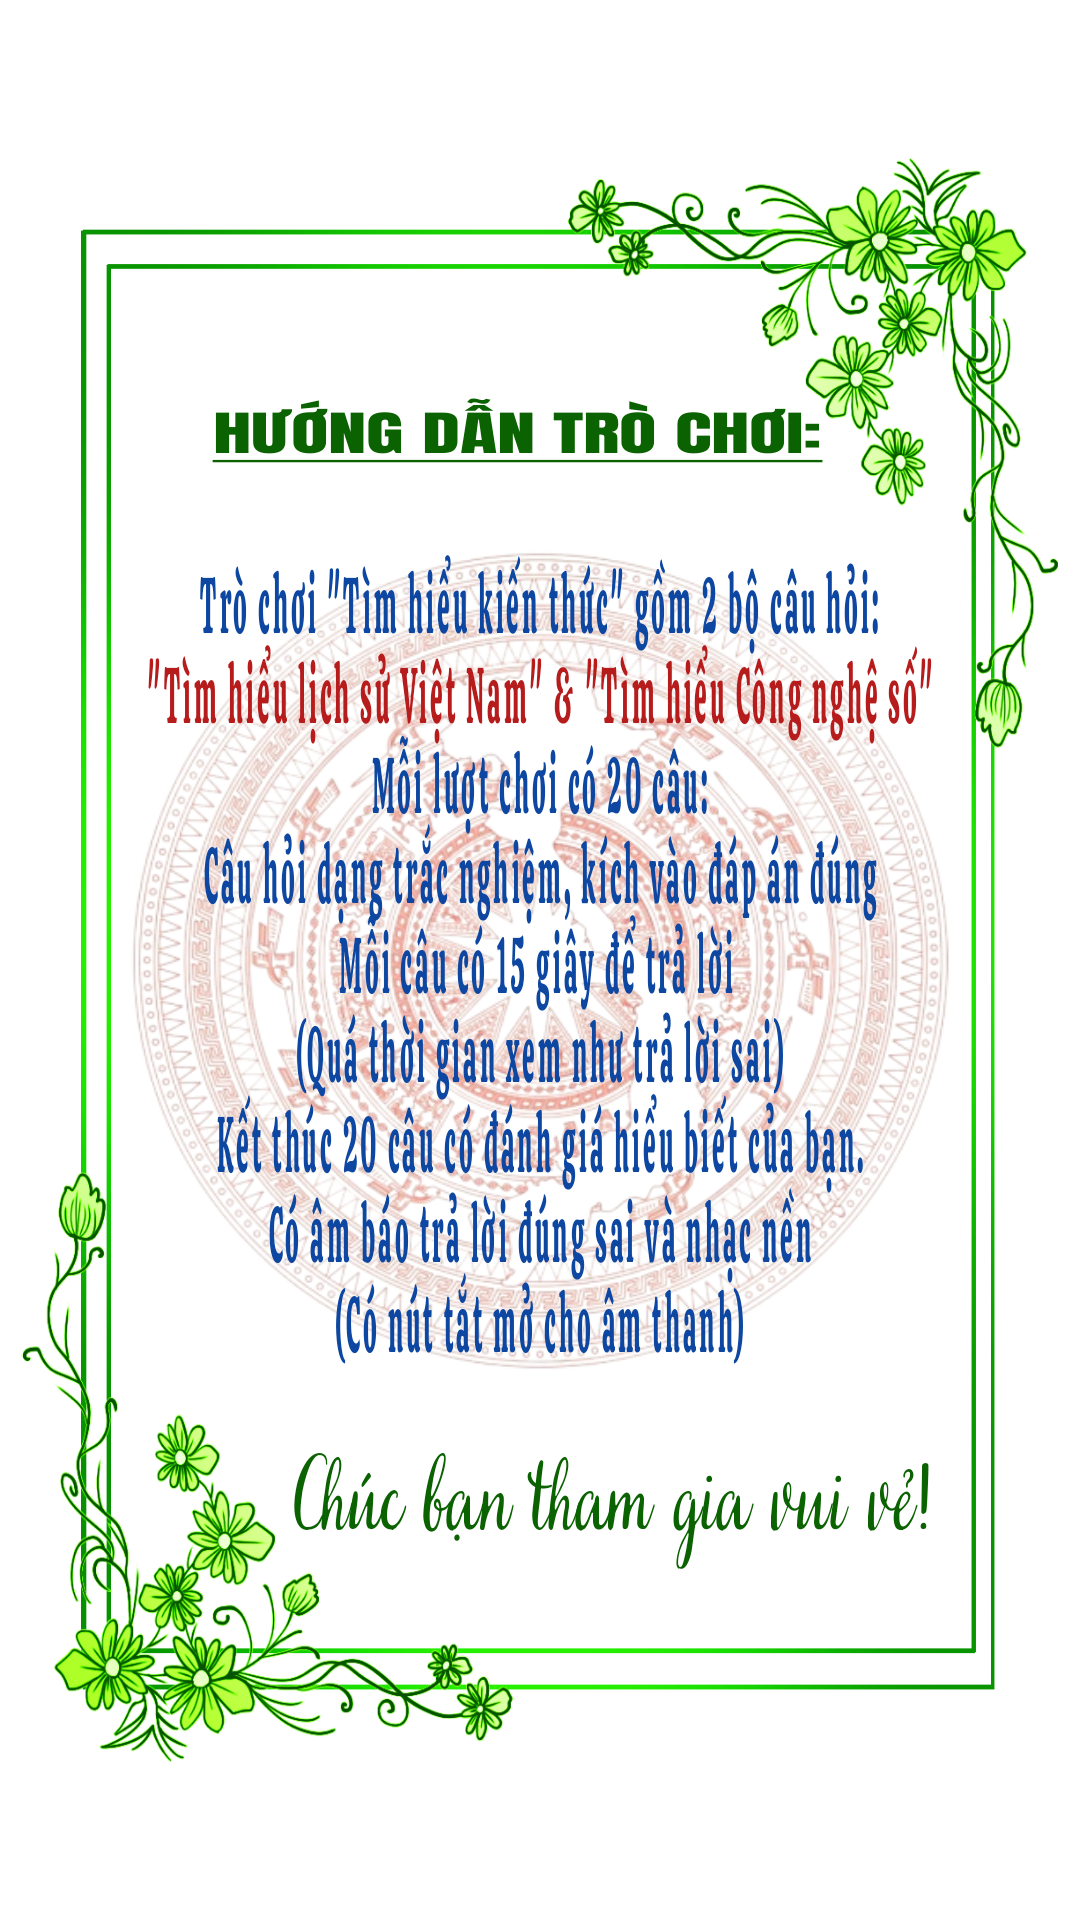 HƯỚNG DẪN TRÒ CHƠI:
Trò chơi "Tìm hiểu kiến thức" gồm 2 bộ câu hỏi:
"Tìm hiểu lịch sử Việt Nam" & "Tìm hiểu Công nghệ số"
Mỗi lượt chơi có 20 câu:
Câu hỏi dạng trắc nghiệm, kích vào đáp án đúng
Mỗi câu có 15 giây để trả lời
(Quá thời gian xem như trả lời sai)
Kết thúc 20 câu có đánh giá hiểu biết của bạn.
Có âm báo trả lời đúng sai và nhạc nền
(Có nút tắt mở cho âm thanh)
Chúc bạn tham gia vui vẻ!